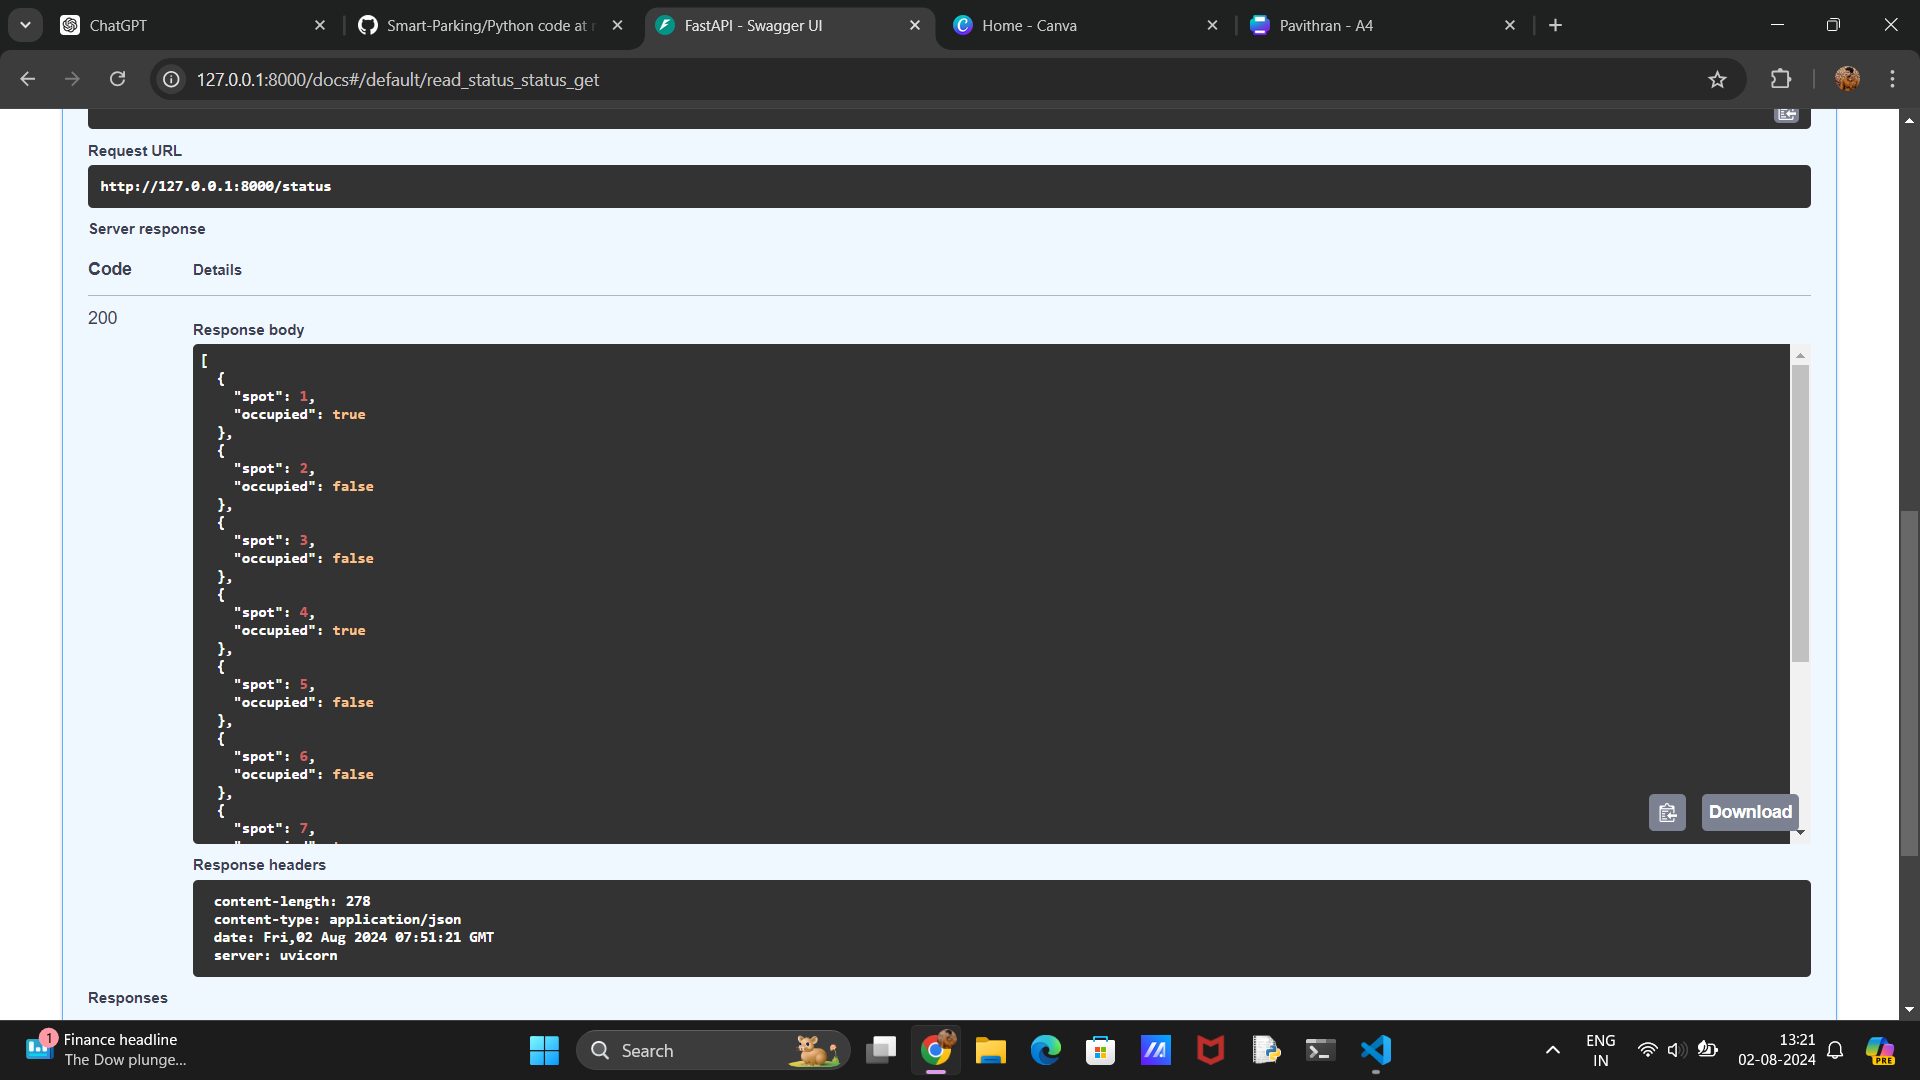 ChatGPT
Smart-Parking/Python code at r
FastAPI - Swagger UI
Home - Canva
Pavithran - A4
127.0.0.1:8000/docs#/default/read_status_status_get
Request URL
http://127.0.0.1:8000/status
Server response
Code Details
200
Response body
[
{
"spot": 1,
"occupied": true
},
{
"spot": 2,
"occupied": false
},
{
"spot": 3,
"occupied": false
},
{
"spot": 4,
"occupied": true
},
{
"spot": 5,
"occupied": false
},
{
"spot": 6,
"occupied": false
},
{
"spot": 7,
Download
Response headers
content-length: 278
content-type: application/json
date: Fri,02 Aug 2024 07:51:21 GMT
server: uvicorn
Responses
1
Finance headline
The Dow plunge...
Search
ENG
IN
13:21
02-08-2024
PRE